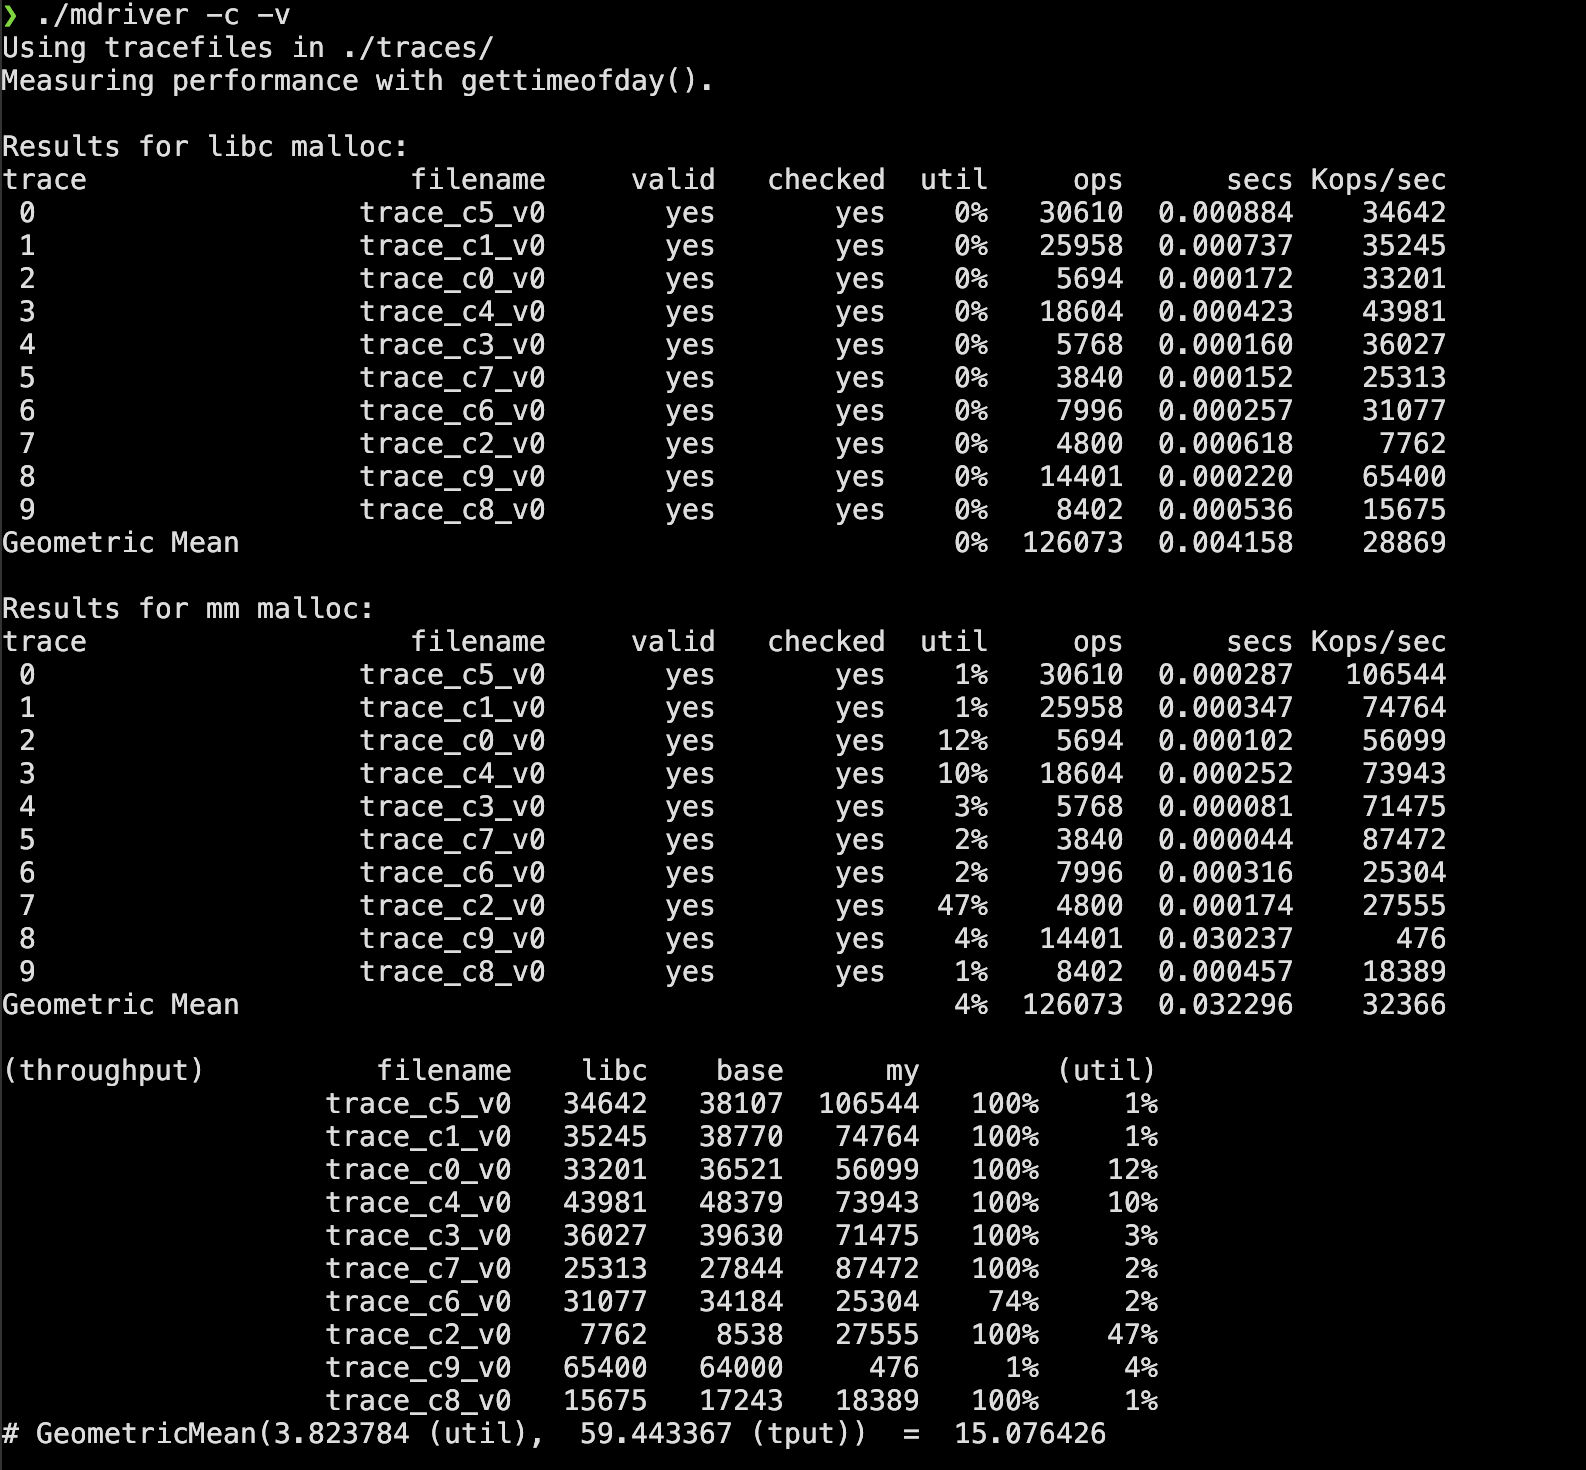 ❯ ./mdriver -c -v
Using tracefiles in ./traces/
Measuring performance with gettimeofday().
Results for libc malloc:
trace filename valid checked util ops secs Kops/sec
0 trace_c5_v0 yes yes 0% 30610 0.000884 34642
1 trace_c1_v0 yes yes 0% 25958 0.000737 35245
2 trace_c0_v0 yes yes 0% 5694 0.000172 33201
3 trace_c4_v0 yes yes 0% 18604 0.000423 43981
4 trace_c3_v0 yes yes 0% 5768 0.000160 36027
5 trace_c7_v0 yes yes 0% 3840 0.000152 25313
6 trace_c6_v0 yes yes 0% 7996 0.000257 31077
7 trace_c2_v0 yes yes 0% 4800 0.000618 7762
8 trace_c9_v0 yes yes 0% 14401 0.000220 65400
9 trace_c8_v0 yes yes 0% 8402 0.000536 15675
Geometric Mean 0% 126073 0.004158 28869
Results for mm malloc:
trace filename valid checked util ops secs Kops/sec
0 trace_c5_v0 yes yes 1% 30610 0.000287 106544
1 trace_c1_v0 yes yes 1% 25958 0.000347 74764
2 trace_c0_v0 yes yes 12% 5694 0.000102 56099
3 trace_c4_v0 yes yes 10% 18604 0.000252 73943
4 trace_c3_v0 yes yes 3% 5768 0.000081 71475
5 trace_c7_v0 yes yes 2% 3840 0.000044 87472
6 trace_c6_v0 yes yes 2% 7996 0.000316 25304
7 trace_c2_v0 yes yes 47% 4800 0.000174 27555
8 trace_c9_v0 yes yes 4% 14401 0.030237 476
9 trace_c8_v0 yes yes 1% 8402 0.000457 18389
Geometric Mean 4% 126073 0.032296 32366
(throughput) filename libc base my (util)
trace_c5_v0 34642 38107 106544 100% 1%
trace_c1_v0 35245 38770 74764 100% 1%
trace_c0_v0 33201 36521 56099 100% 12%
trace_c4_v0 43981 48379 73943 100% 10%
trace_c3_v0 36027 39630 71475 100% 3%
trace_c7_v0 25313 27844 87472 100% 2%
trace_c6_v0 31077 34184 25304 74% 2%
trace_c2_v0 7762 8538 27555 100% 47%
trace_c9_v0 65400 64000 476 1% 4%
trace_c8_v0 15675 17243 18389 100% 1%
# GeometricMean(3.823784 (util), 59.443367 (tput)) = 15.076426